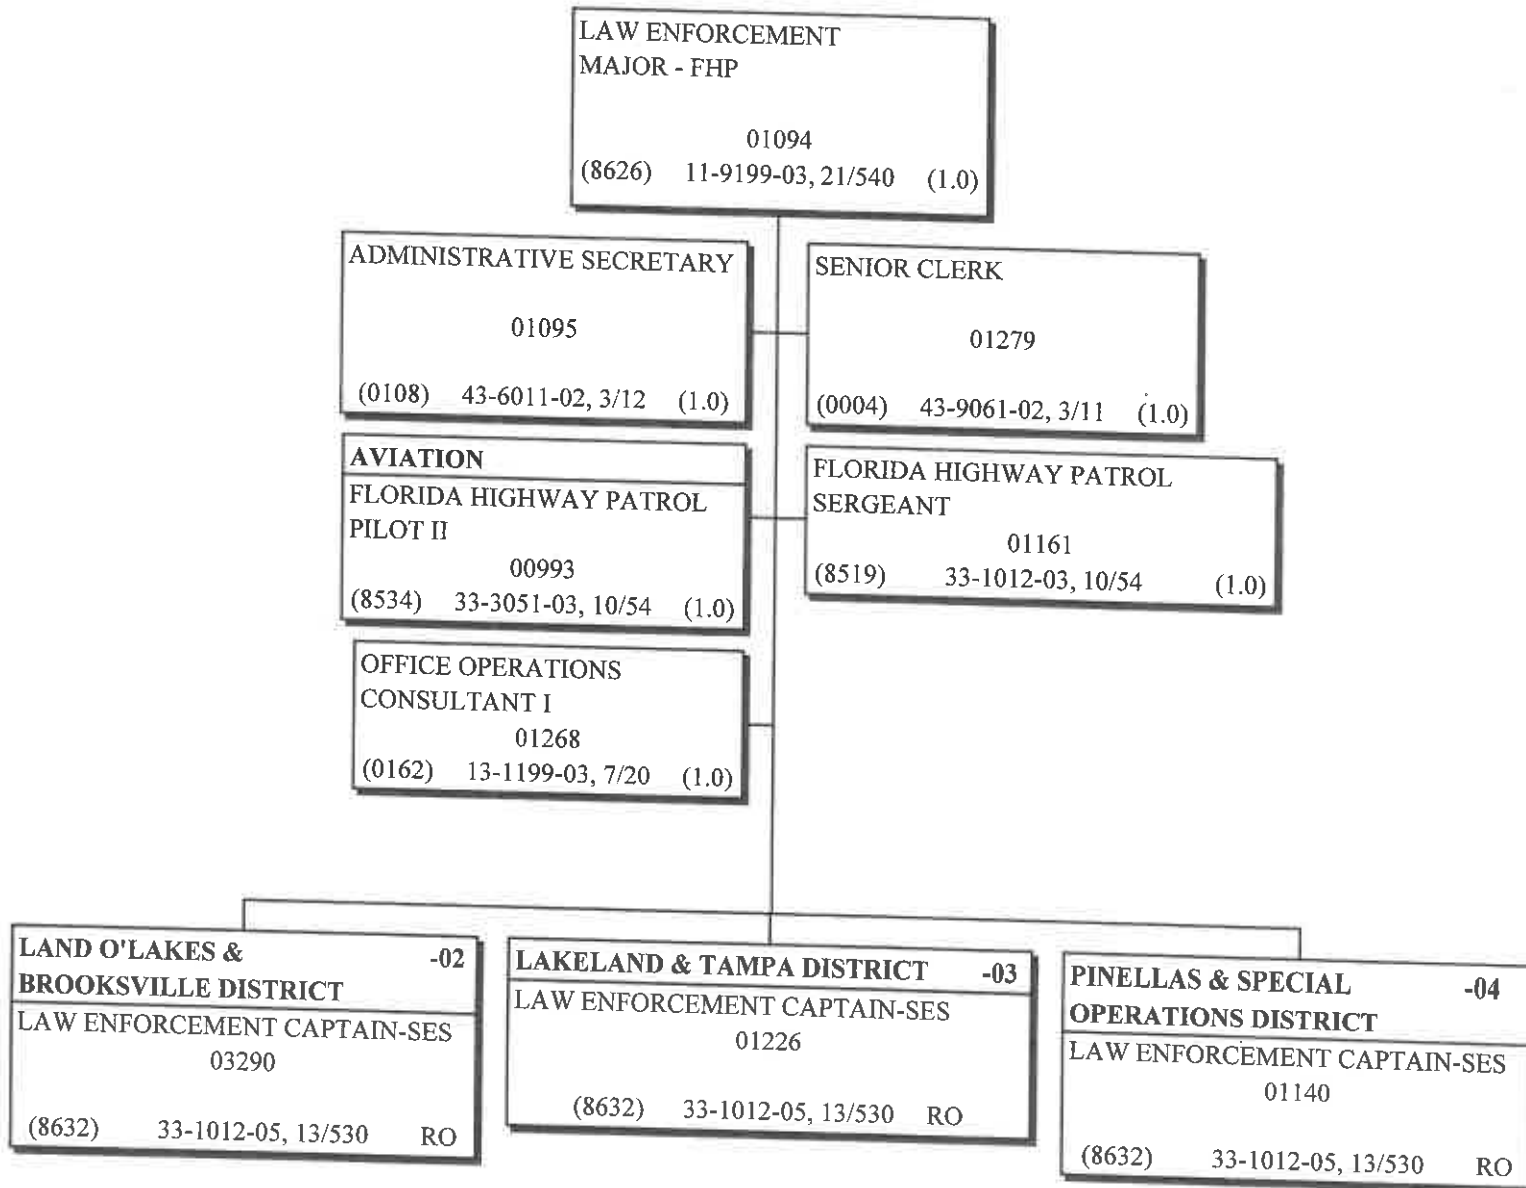 LAW ENFORCEMENT
MAJOR - FHP
01094
(8626) 11-9199-03, 21/540 (1.0)
ADMINISTRATIVE SECRETARY
01095
(0108) 43-6011-02, 3/12 (1.0)
SENIOR CLERK
01279
(0004) 43-9061-02, 3/11 (1.0)
AVIATION
FLORIDA HIGHWAY PATROL
PILOT II
00993
(8534) 33-3051-03, 10/54 (1.0)
FLORIDA HIGHWAY PATROL
SERGEANT
01161
(8519) 33-1012-03, 10/54 (1.0)
OFFICE OPERATIONS
CONSULTANT I
01268
(0162) 13-1199-03, 7/20 (1.0)
LAND O'LAKES & -02
BROOKSVILLE DISTRICT
LAW ENFORCEMENT CAPTAIN-SES
03290
(8632) 33-1012-05, 13/530 RO
LAKELAND & TAMPA DISTRICT -03
LAW ENFORCEMENT CAPTAIN-SES
01226
(8632) 33-1012-05, 13/530 RO
PINELLAS & SPECIAL -04
OPERATIONS DISTRICT
LAW ENFORCEMENT CAPTAIN-SES
01140
(8632) 33-1012-05, 13/530 RO